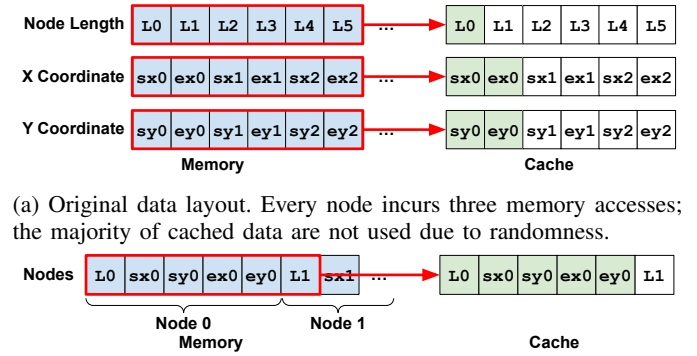 Node Length L0 L1 L2 L3 L4 L5 ... L0 L1 L2 L3 L4 L5
X Coordinate sx0 ex0 sx1 ex1 sx2 ex2 ... sx0 ex0 sx1 ex1 sx2 ex2
Y Coordinate sy0 ey0 sy1 ey1 sy2 ey2 ... sy0 ey0 sy1 ey1 sy2 ey2
Memory Cache
(a) Original data layout. Every node incurs three memory accesses;
the majority of cached data are not used due to randomness.
Nodes L0 sx0 sy0 ex0 ey0 L1 sx1 ... L0 sx0 sy0 ex0 ey0 L1
Node 0 Node 1
Memory Cache